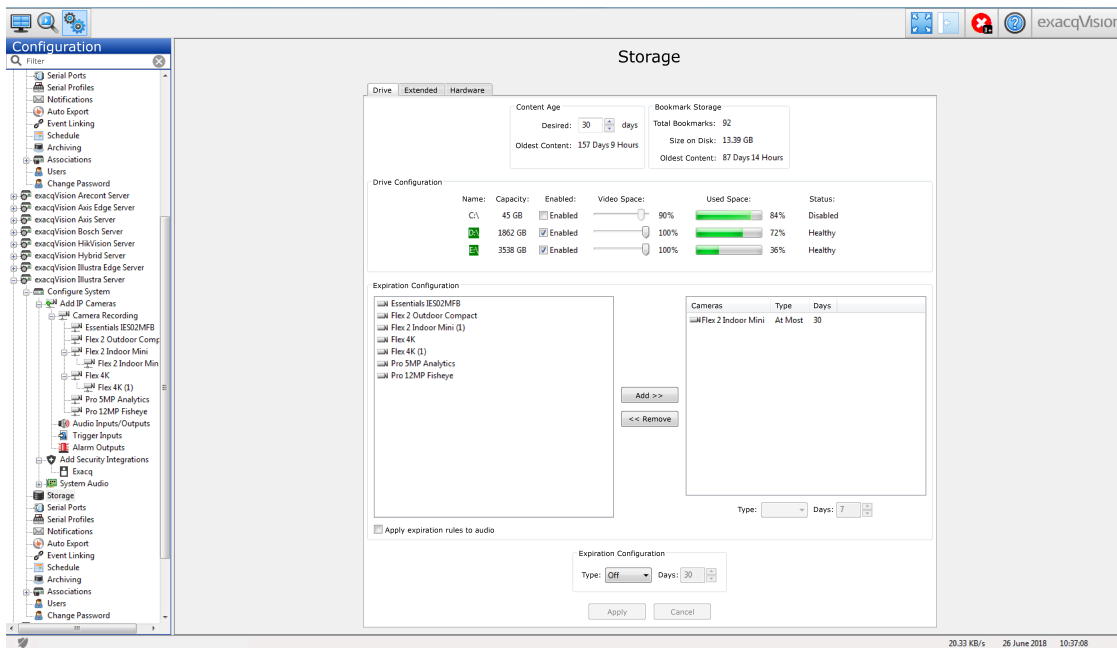 exacqVision
Configuration
Filter
Serial Ports
Serial Profiles
Notifications
Auto Export
Event Linking
Schedule
Archiving
Associations
Users
Change Password
exacqVision Arecont Server
exacqVision Axis Edge Server
exacqVision Axis Server
exacqVision Bosch Server
exacqVision HikVision Server
exacqVision Hybrid Server
exacqVision Illustra Edge Server
exacqVision Illustra Server
Configure System
Add IP Cameras
Camera Recording
Essentials IES02MFB
Flex 2 Outdoor Comp
Flex 2 Indoor Mini
Flex 2 Indoor Min
Flex 4K
Flex 4K (1)
Pro 5MP Analytics
Pro 12MP Fisheye
Audio Inputs/Outputs
Trigger Inputs
Alarm Outputs
Add Security Integrations
Exacq
System Audio
Storage
Serial Ports
Serial Profiles
Notifications
Auto Export
Event Linking
Schedule
Archiving
Associations
Users
Change Password
Storage
Drive Extended Hardware
Content Age
Desired: 30 days
Oldest Content: 157 Days 9 Hours
Bookmark Storage
Total Bookmarks: 92
Size on Disk: 13.39 GB
Oldest Content: 87 Days 14 Hours
Drive Configuration
Name: Capacity: Enabled: Video Space: Used Space: Status:
C:\ 45 GB Enabled 90% 84% Disabled
D:\ 1862 GB Enabled 100% 72% Healthy
E:\ 3538 GB Enabled 100% 36% Healthy
Expiration Configuration
Essentials IES02MFB
Flex 2 Outdoor Compact
Flex 2 Indoor Mini (1)
Flex 4K
Flex 4K (1)
Pro 5MP Analytics
Pro 12MP Fisheye
Add >>
<< Remove
Cameras Type Days
Flex 2 Indoor Mini At Most 30
Type: Days: 7
Apply expiration rules to audio
Expiration Configuration
Type: Off Days: 30
Apply Cancel
20.33 KB/s 26 June 2018 10:37:08